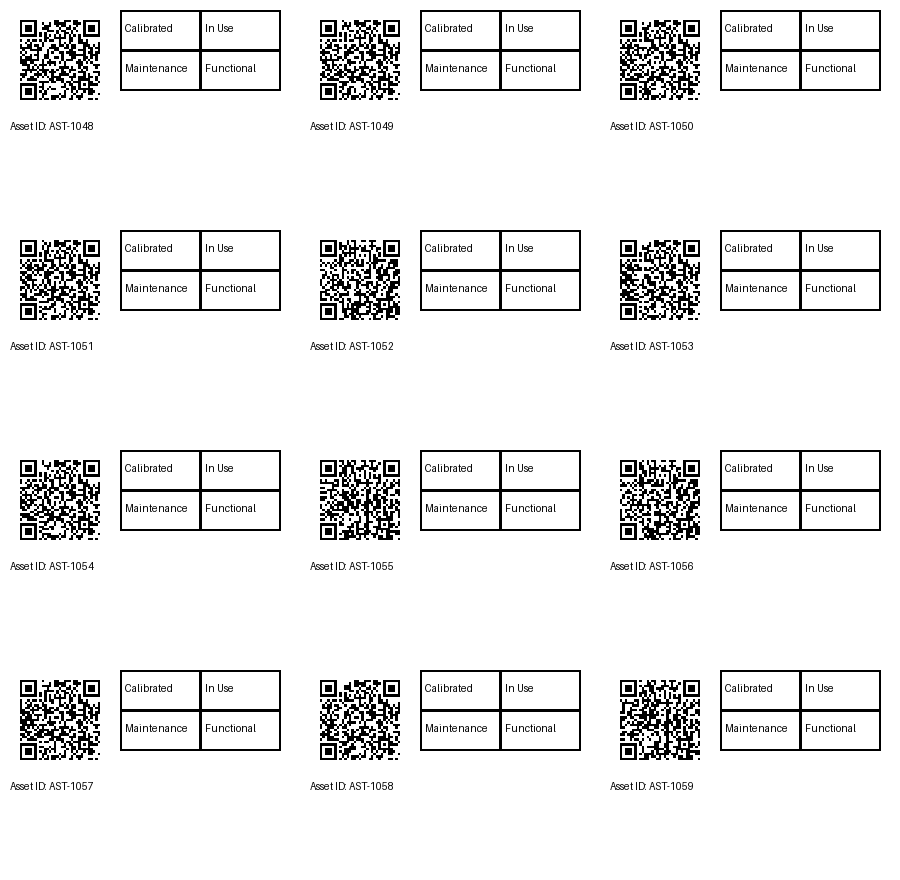 Calibrated In Use Calibrated In Use Calibrated In Use
Maintenance Functional Maintenance Functional Maintenance Functional
Asset ID: AST-1048 Asset ID: AST-1049 Asset ID: AST-1050
Calibrated In Use Calibrated In Use Calibrated In Use
Maintenance Functional Maintenance Functional Maintenance Functional
Asset ID: AST-1051 Asset ID: AST-1052 Asset ID: AST-1053
Calibrated In Use Calibrated In Use Calibrated In Use
Maintenance Functional Maintenance Functional Maintenance Functional
Asset ID: AST-1054 Asset ID: AST-1055 Asset ID: AST-1056
Calibrated In Use Calibrated In Use Calibrated In Use
Maintenance Functional Maintenance Functional Maintenance Functional
Asset ID: AST-1057 Asset ID: AST-1058 Asset ID: AST-1059